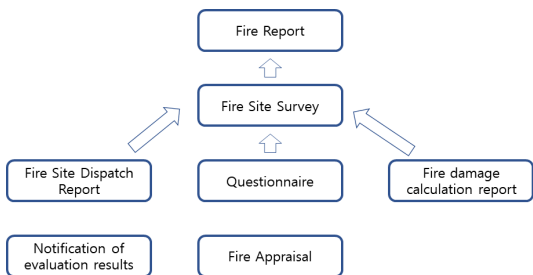 Fire Report
Fire Site Survey
Fire Site Dispatch
Report
Questionnaire
Fire damage
calculation report
Notification of
evaluation results
Fire Appraisal